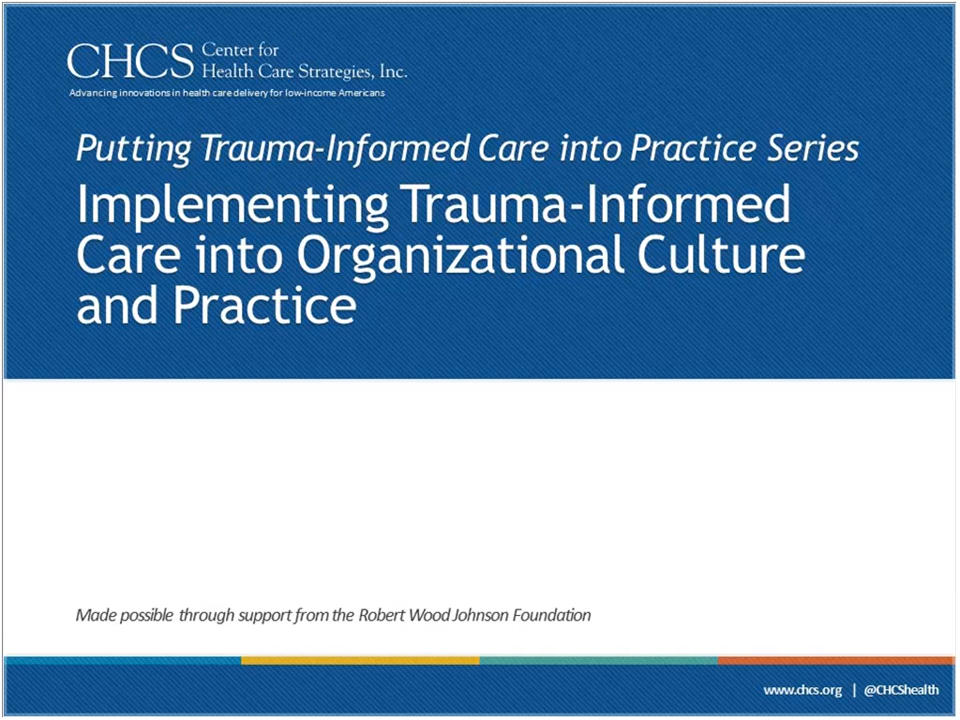 CHCS Center for
Health Care Strategies, Inc.
Advancing innovations in health care delivery for low-income Americans
Putting Trauma-Informed Care into Practice Series
Implementing Trauma-Informed
Care into Organizational Culture
and Practice
Made possible through support from the Robert Wood Johnson Foundation
www.chcs.org | @CHCShealth